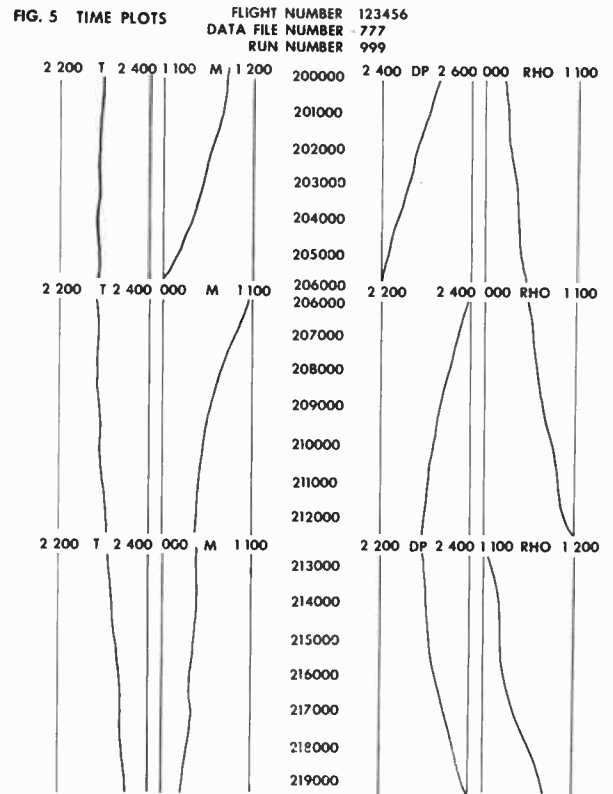 FIG. 5 TIME PLOTS
FLIGHT NUMBER 123456
DATA FILE NUMBER 777
RUN NUMBER 999
2 200 T 2 400 1 100 M 1 200 200000 2 400 DP 2 600 000 RHO 1 100
201000
202000
203000
204000
205000
206000
2 200 T 2 400 000 M 1 100 206000 2 200 2 400 000 RHO 1 100
207000
208000
209000
210000
211000
212000
2 200 T 2 400 000 M 1 100 2 200 DP 2 400 1 100 RHO 1 200
213000
214000
215000
216000
217000
218000
219000